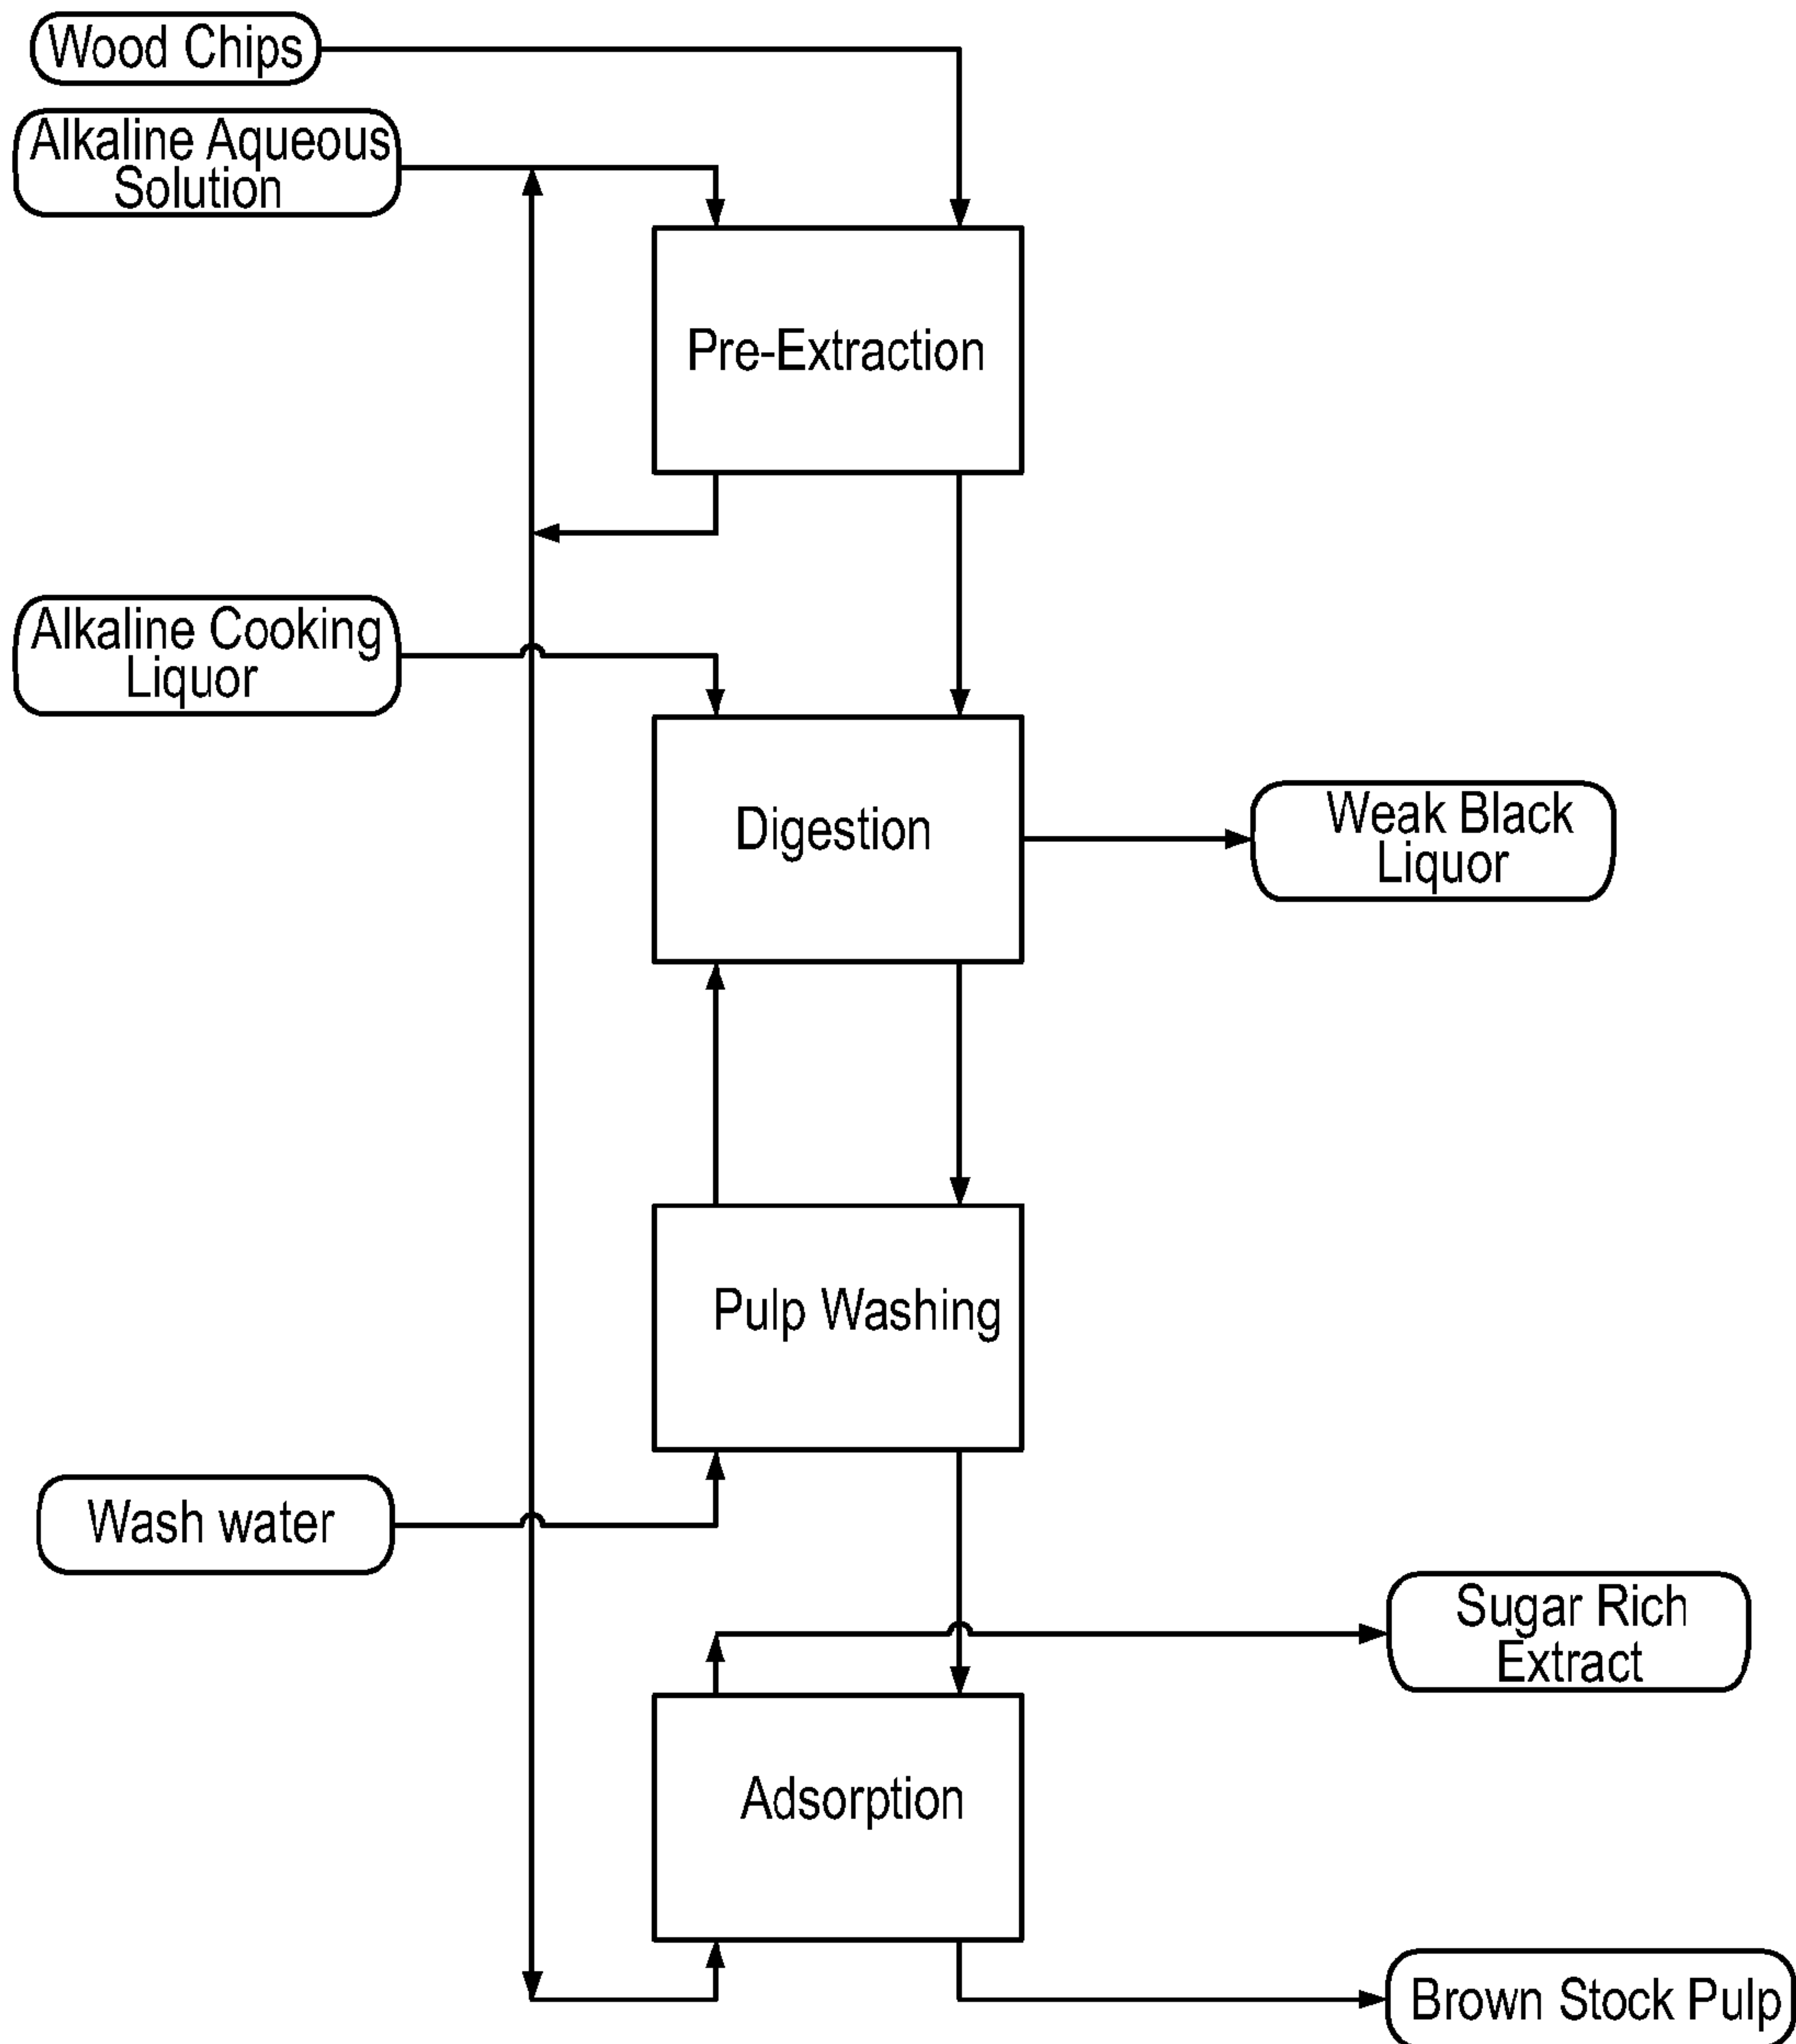 Wood Chips
Alkaline Aqueous
Solution
Pre-Extraction
Alkaline Cooking
Liquor
Digestion
Weak Black
Liquor
Pulp Washing
Wash water
Sugar Rich
Extract
Adsorption
Brown Stock Pulp